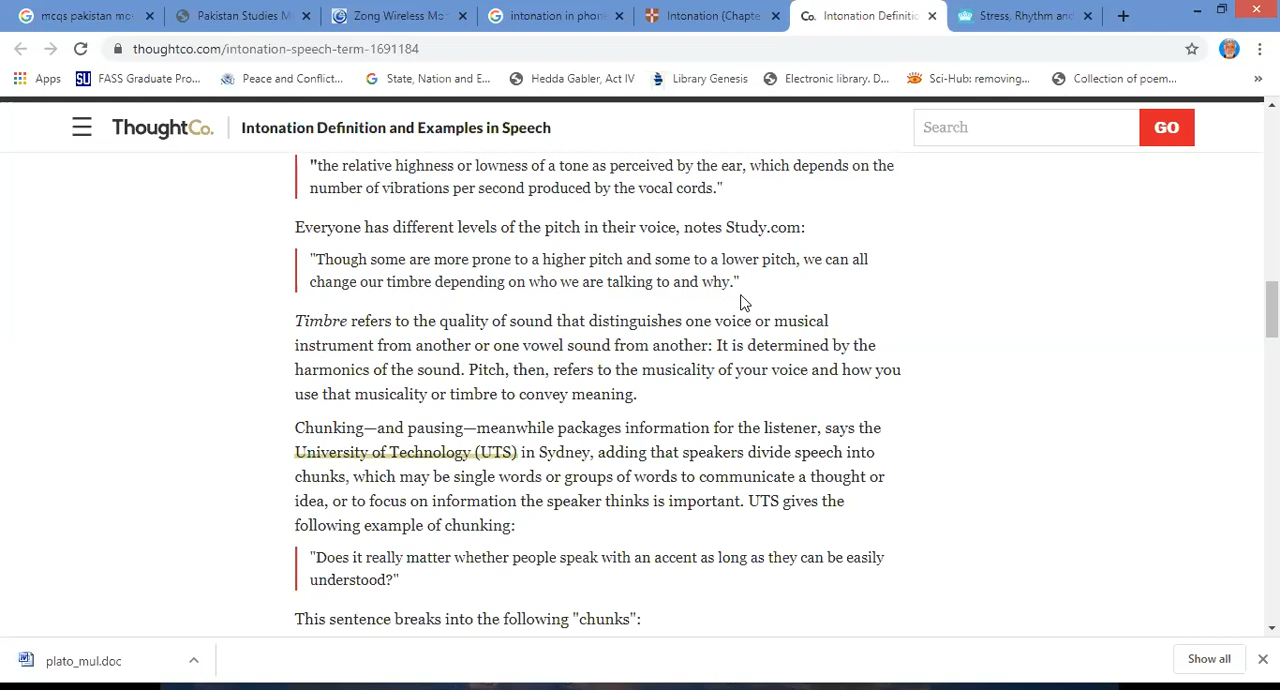 mcqs pakistan mc
Pakistan Studies M
Zong Wireless Mo
intonation in phon
Intonation (Chapte
Intonation Definiti
Stress, Rhythm and
thoughtco.com/intonation-speech-term-1691184
Apps
FASS Graduate Pro...
Peace and Conflict...
State, Nation and E...
Hedda Gabler, Act IV
Library Genesis
Electronic library. D...
Sci-Hub: removing...
Collection of poem...
ThoughtCo.
Intonation Definition and Examples in Speech
Search
GO
"the relative highness or lowness of a tone as perceived by the ear, which depends on the
number of vibrations per second produced by the vocal cords."
Everyone has different levels of the pitch in their voice, notes Study.com:
"Though some are more prone to a higher pitch and some to a lower pitch, we can all
change our timbre depending on who we are talking to and why."
Timbre refers to the quality of sound that distinguishes one voice or musical
instrument from another or one vowel sound from another: It is determined by the
harmonics of the sound. Pitch, then, refers to the musicality of your voice and how you
use that musicality or timbre to convey meaning.
Chunking—and pausing—meanwhile packages information for the listener, says the
University of Technology (UTS) in Sydney, adding that speakers divide speech into
chunks, which may be single words or groups of words to communicate a thought or
idea, or to focus on information the speaker thinks is important. UTS gives the
following example of chunking:
"Does it really matter whether people speak with an accent as long as they can be easily
understood?"
This sentence breaks into the following "chunks":
plato_mul.doc
Show all